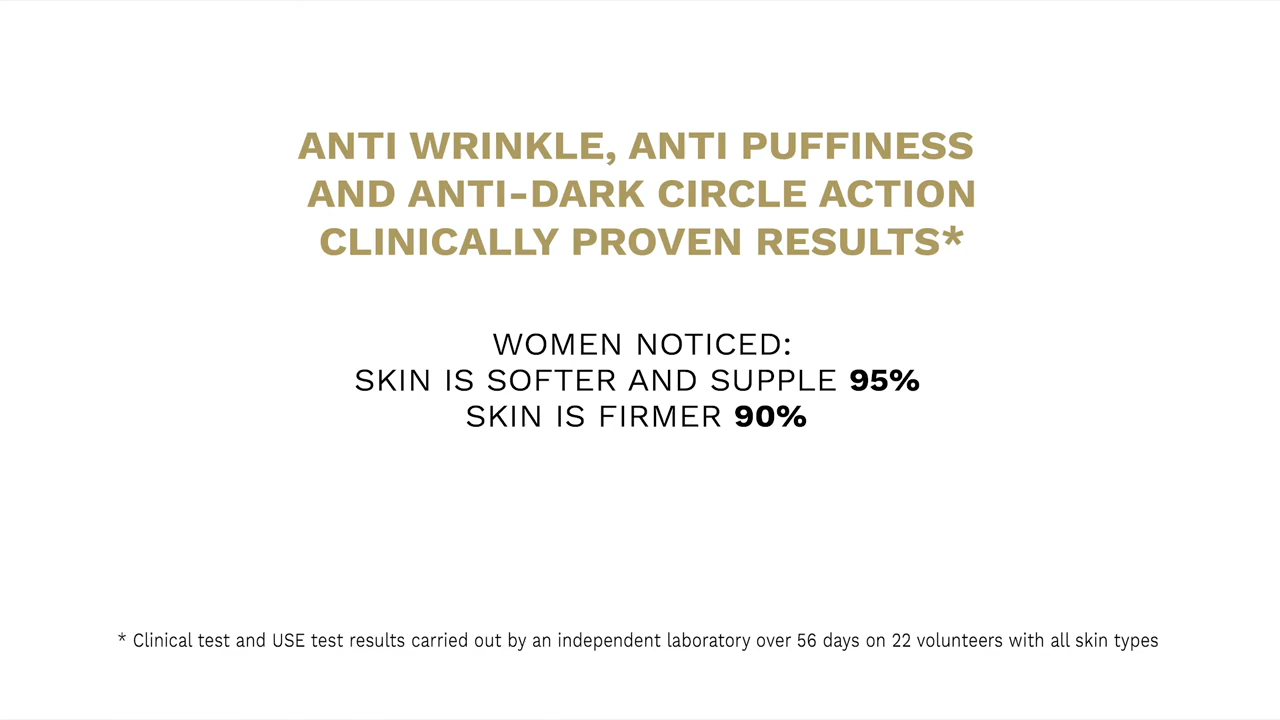 ANTI WRINKLE, ANTI PUFFINESS
AND ANTI-DARK CIRCLE ACTION
CLINICALLY PROVEN RESULTS*
WOMEN NOTICED:
SKIN IS SOFTER AND SUPPLE 95%
SKIN IS FIRMER 90%
* Clinical test and USE test results carried out by an independent laboratory over 56 days on 22 volunteers with all skin types